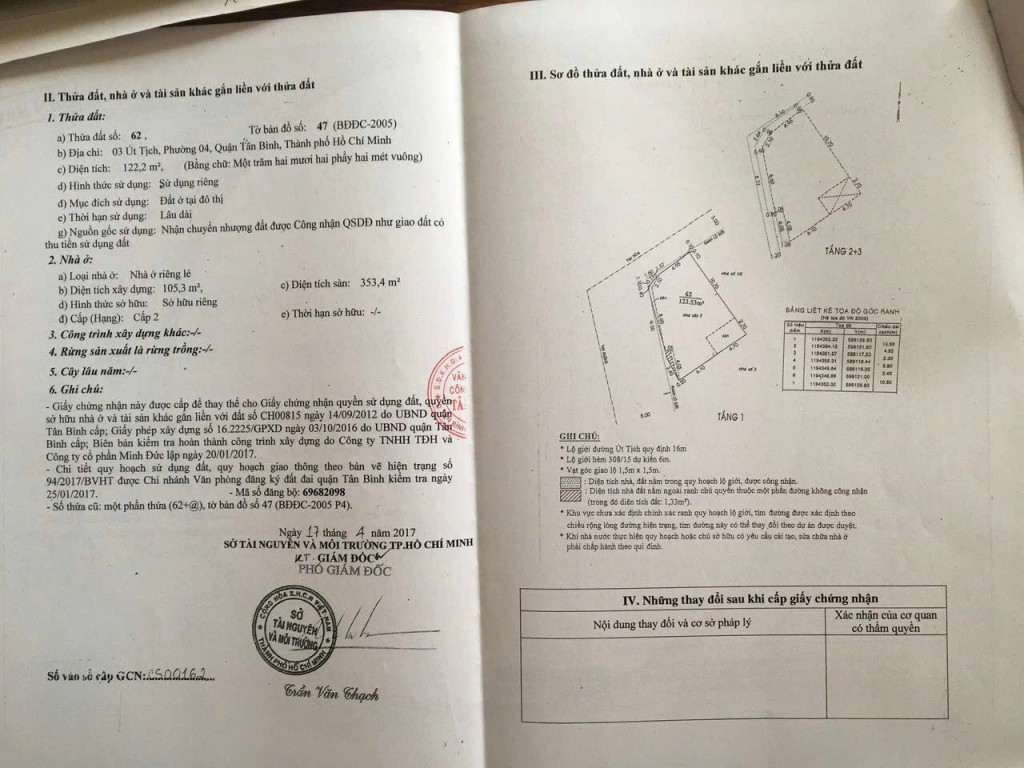 II. Thửa đất, nhà ở và tài sản khác gắn liền với thửa đất
1. Thửa đất:
a) Thửa đất số: 62 , Tờ bản đồ số: 47 (BĐĐC-2005)
b) Địa chỉ: 03 Út Tịch, Phường 04, Quận Tân Bình, Thành phố Hồ Chí Minh
c) Diện tích: 122,2 m², (Bằng chữ: Một trăm hai mươi hai phẩy hai mét vuông)
d) Hình thức sử dụng: Sử dụng riêng
đ) Mục đích sử dụng: Đất ở tại đô thị
e) Thời hạn sử dụng: Lâu dài
g) Nguồn gốc sử dụng: Nhận chuyển nhượng đất được Công nhận QSDĐ như giao đất có
thu tiền sử dụng đất
2. Nhà ở:
a) Loại nhà ở: Nhà ở riêng lẻ
b) Diện tích xây dựng: 105,3 m², c) Diện tích sàn: 353,4 m²
d) Hình thức sở hữu: Sở hữu riêng
đ) Cấp (Hạng): Cấp 2 e) Thời hạn sở hữu: -/-
3. Công trình xây dựng khác:-/-
4. Rừng sản xuất là rừng trồng:-/-
5. Cây lâu năm:-/-
6. Ghi chú:
- Giấy chứng nhận này được cấp để thay thế cho Giấy chứng nhận quyền sử dụng đất, quyền
sở hữu nhà ở và tài sản khác gắn liền với đất số CH00815 ngày 14/09/2012 do UBND quận
Tân Bình cấp; Giấy phép xây dựng số 16.2225/GPXD ngày 03/10/2016 do UBND quận Tân
Bình cấp; Biên bản kiểm tra hoàn thành công trình xây dựng do Công ty TNHH TĐH và
Công ty cổ phần Minh Đức lập ngày 20/01/2017.
- Chi tiết quy hoạch sử dụng đất, quy hoạch giao thông theo bản vẽ hiện trạng số
94/2017/BVHT được Chi nhánh Văn phòng đăng ký đất đai quận Tân Bình kiểm tra ngày
25/01/2017. - Mã số đăng bộ: 69682098
- Số thửa cũ: một phần thửa (62+@), tờ bản đồ số 47 (BĐĐC-2005 P4).
Ngày 17 tháng 4 năm 2017
SỞ TÀI NGUYÊN VÀ MÔI TRƯỜNG TP.HỒ CHÍ MINH
KT. GIÁM ĐỐC
PHÓ GIÁM ĐỐC
CỘNG HÒA X.H.C.N VIỆT NAM
SỞ
TÀI NGUYÊN
VÀ MÔI TRƯỜNG
THÀNH PHỐ HỒ CHÍ MINH
Trần Văn Thạch
Số vào sổ cấp GCN: CS00162
III. Sơ đồ thửa đất, nhà ở và tài sản khác gắn liền với thửa đất
TẦNG 2+3
62
123.53m²
TẦNG 1
BẢNG LIỆT KÊ TỌA ĐỘ GÓC RANH
(Hệ tọa độ VN 2000)
GHI CHÚ:
* Lộ giới đường Út Tịch quy định 16m
* Lộ giới hẻm 308/15 dự kiến 6m.
* Vạt góc giao lộ 1,5m x 1,5m.
: Diện tích nhà, đất nằm trong quy hoạch lộ giới, được công nhận.
: Diện tích đất nằm ngoài ranh chủ quyền thuộc một phần đường không công nhận
(trong đó diện tích đất: 1,33m²).
* Khu vực chưa xác định chính xác ranh quy hoạch lộ giới, tim đường được xác định theo
chiều rộng lòng đường hiện trạng, tim đường này có thể thay đổi theo dự án được duyệt.
* Khi nhà nước thực hiện quy hoạch hoặc chủ sở hữu có yêu cầu cải tạo, sửa chữa nhà ở
phải chấp hành theo qui định.
IV. Những thay đổi sau khi cấp giấy chứng nhận
Nội dung thay đổi và cơ sở pháp lý
Xác nhận của cơ quan
có thẩm quyền